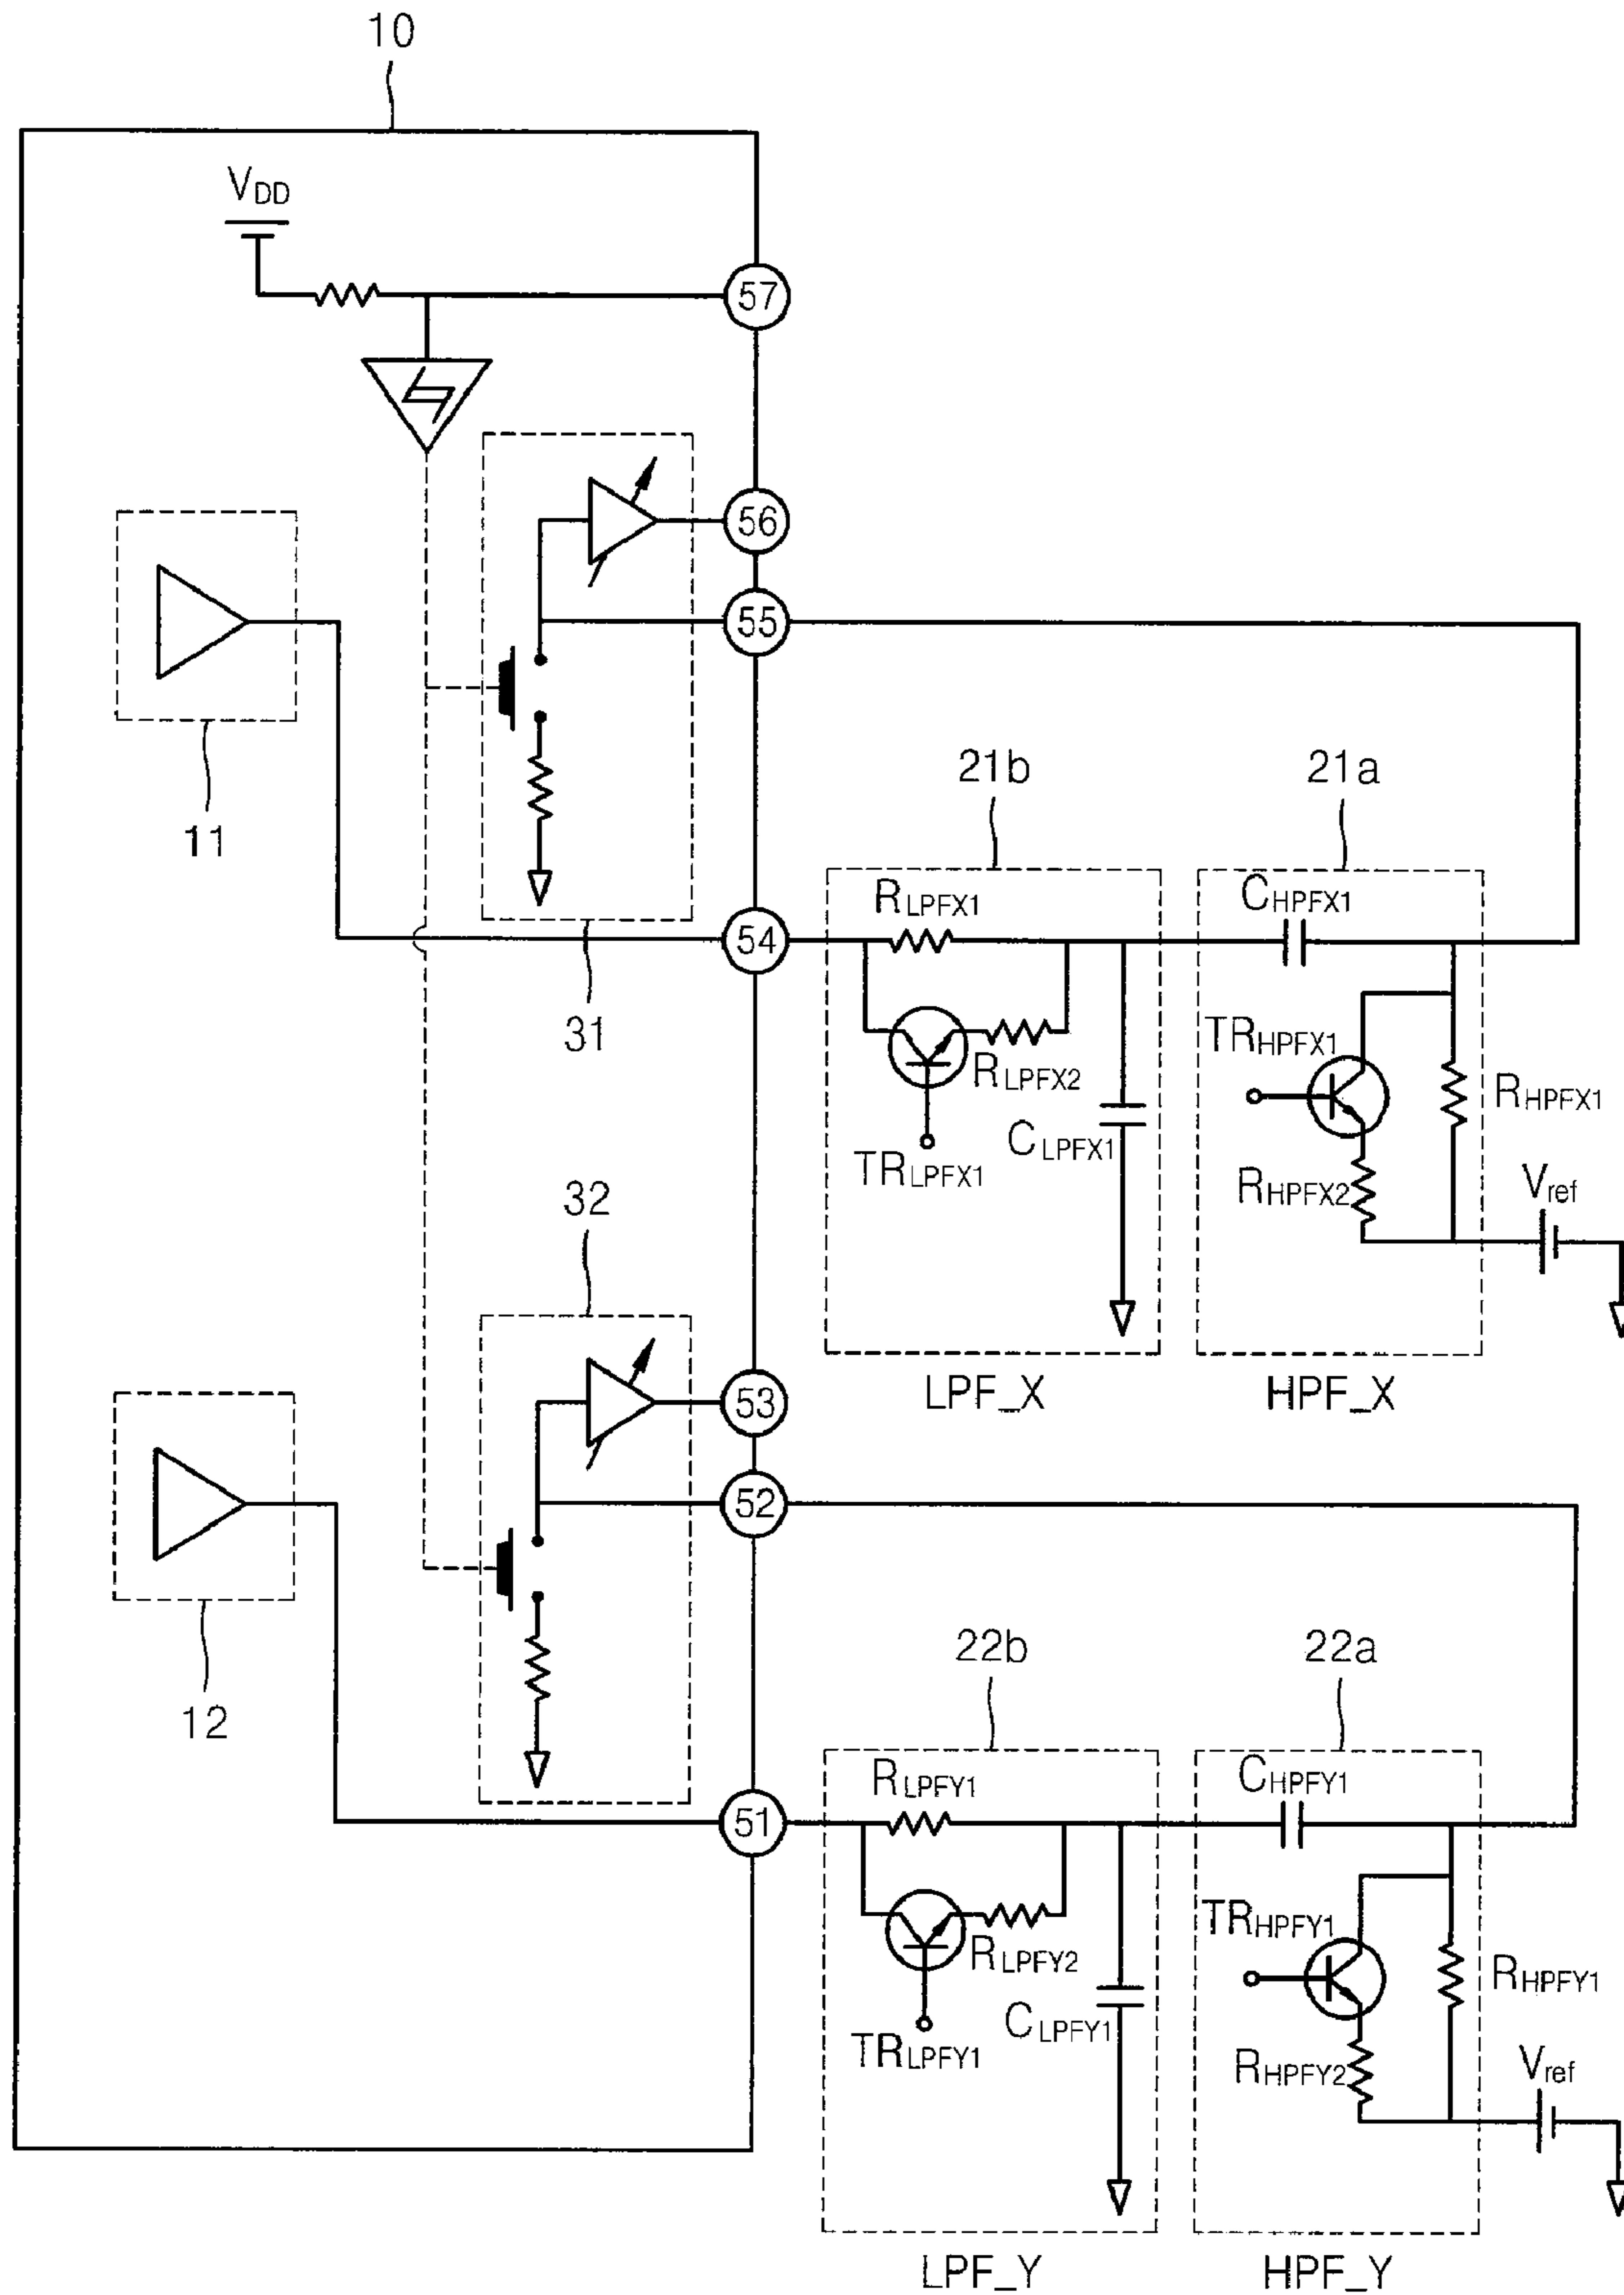 10
VDD
57
56
55
11
31
54
21b
21a
RLPFX1
CHPFX1
TRHPFX1
RLPFX2
RHPFX1
CLPFX1
TRLPFX1
RHPFX2
Vref
LPF_X
HPF_X
32
53
52
12
51
22b
22a
RLPFY1
CHPFY1
TRHPFY1
RLPFY2
RHPFY1
CLPFY1
TRLPFY1
RHPFY2
Vref
LPF_Y
HPF_Y